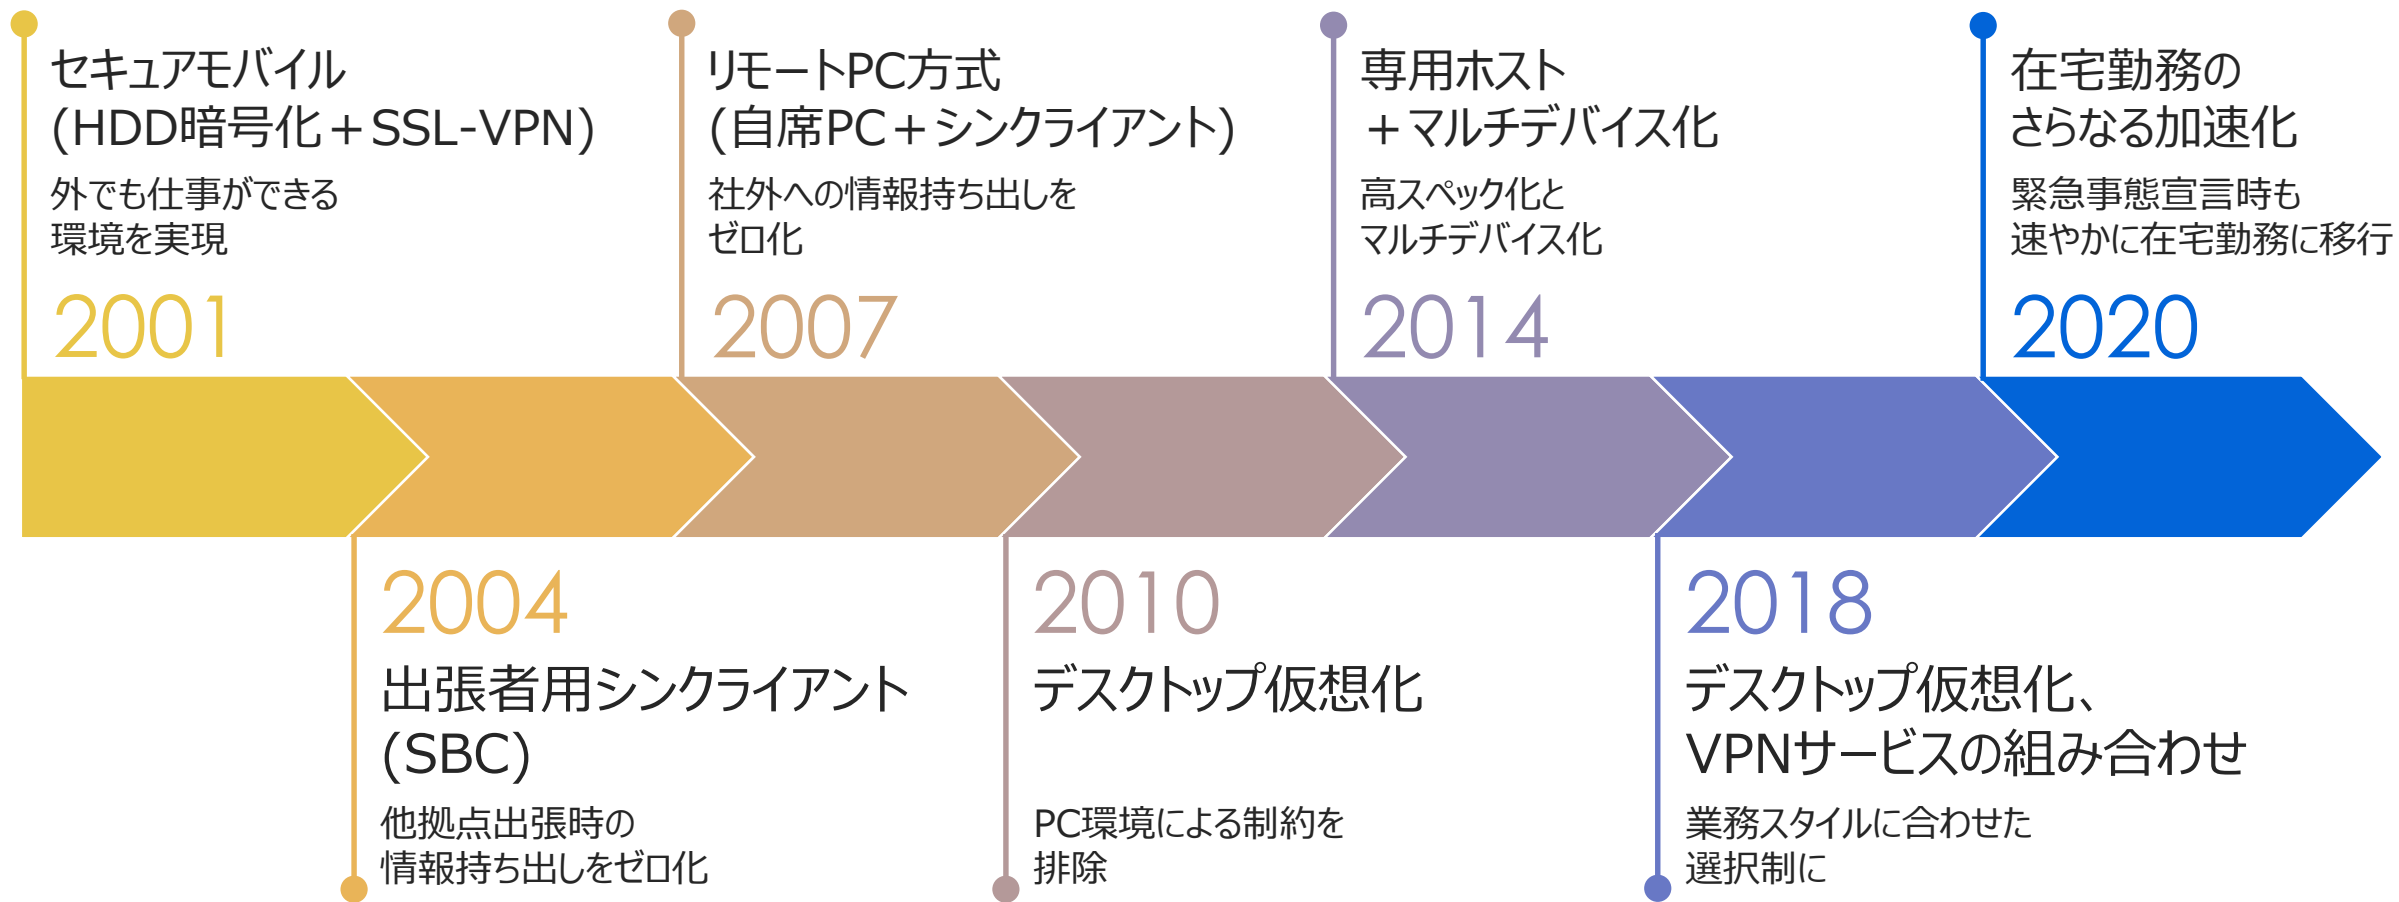 セキュアモバイル
(HDD暗号化＋SSL-VPN)
外でも仕事ができる
環境を実現
2001
出張者用シンクライアント
2004
(SBC)
他拠点出張時の
情報持ち出しをゼロ化
リモートPC方式
(自席PC＋シンクライアント)
社外への情報持ち出しを
ゼロ化
2007
2010
デスクトップ仮想化
PC環境による制約を
排除
専用ホスト
＋マルチデバイス化
高スペック化と
マルチデバイス化
2014
2018
デスクトップ仮想化、
VPNサービスの組み合わせ
業務スタイルに合わせた
選択制に
在宅勤務の
さらなる加速化
緊急事態宣言時も
速やかに在宅勤務に移行
2020